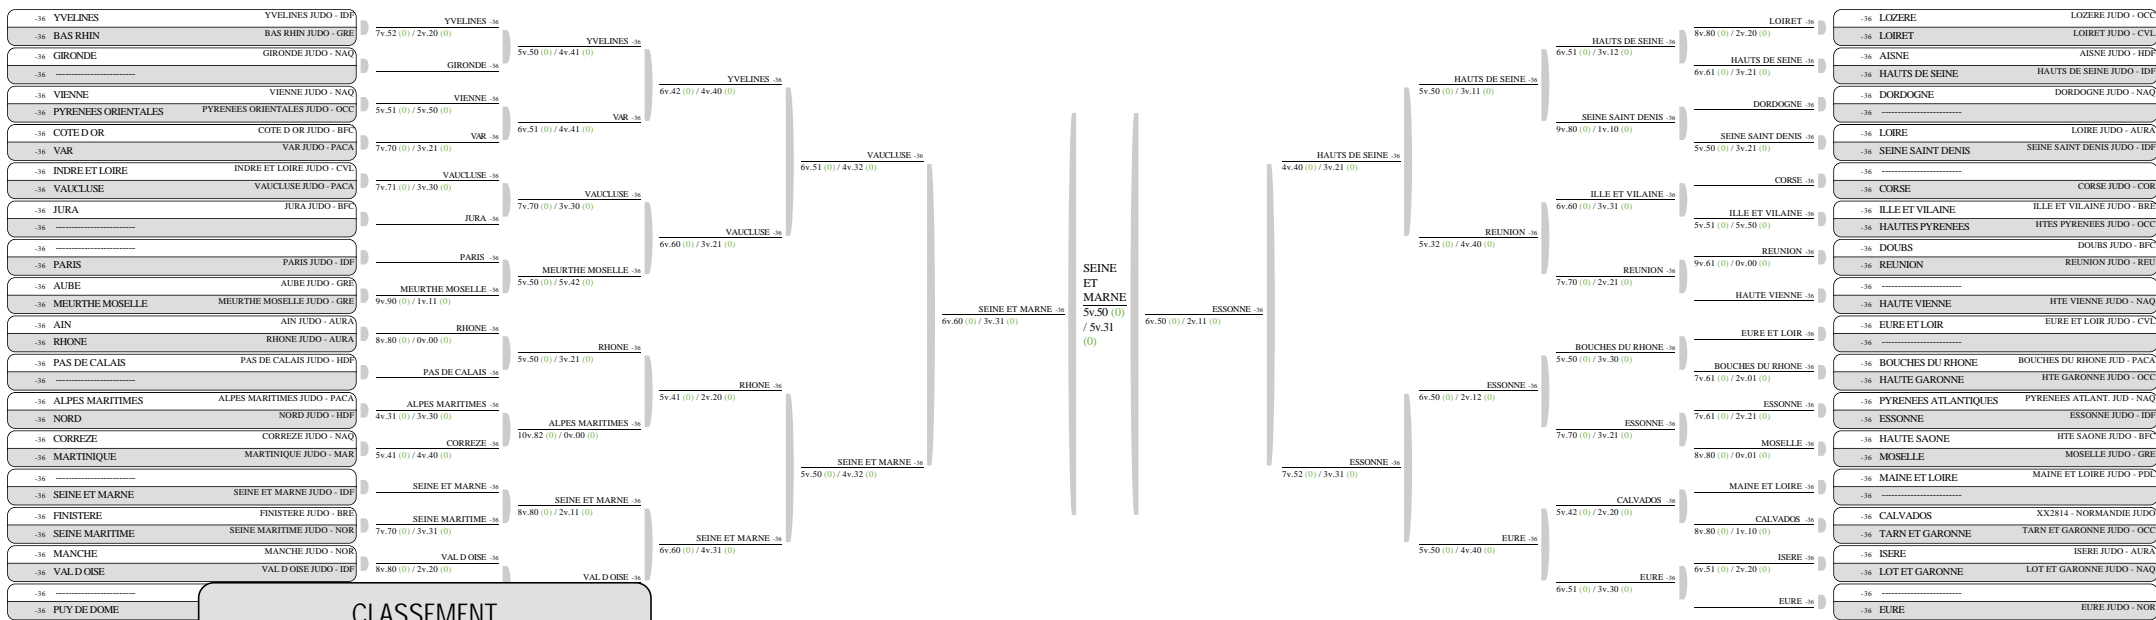 -36 YVELINES YVELINES JUDO - IDF
-36 BAS RHIN BAS RHIN JUDO - GRE
-36 GIRONDE GIRONDE JUDO - NAQ
-36 -------------------------
-36 VIENNE VIENNE JUDO - NAQ
-36 PYRENEES ORIENTALES PYRENEES ORIENTALES JUDO - OCC
-36 COTE D OR COTE D OR JUDO - BFC
-36 VAR VAR JUDO - PACA
-36 INDRE ET LOIRE INDRE ET LOIRE JUDO - CVL
-36 VAUCLUSE VAUCLUSE JUDO - PACA
-36 JURA JURA JUDO - BFC
-36 -------------------------
-36 -------------------------
-36 PARIS PARIS JUDO - IDF
-36 AUBE AUBE JUDO - GRE
-36 MEURTHE MOSELLE MEURTHE MOSELLE JUDO - GRE
-36 AIN AIN JUDO - AURA
-36 RHONE RHONE JUDO - AURA
-36 PAS DE CALAIS PAS DE CALAIS JUDO - HDF
-36 -------------------------
-36 ALPES MARITIMES ALPES MARITIMES JUDO - PACA
-36 NORD NORD JUDO - HDF
-36 CORREZE CORREZE JUDO - NAQ
-36 MARTINIQUE MARTINIQUE JUDO - MAR
-36 -------------------------
-36 SEINE ET MARNE SEINE ET MARNE JUDO - IDF
-36 FINISTERE FINISTERE JUDO - BRE
-36 SEINE MARITIME SEINE MARITIME JUDO - NOR
-36 MANCHE MANCHE JUDO - NOR
-36 VAL D OISE VAL D OISE JUDO - IDF
-36 -------------------------
-36 PUY DE DOME
YVELINES -36
7v.52 (0) / 2v.20 (0)
GIRONDE -36
VIENNE -36
5v.51 (0) / 5v.50 (0)
VAR -36
7v.70 (0) / 3v.21 (0)
VAUCLUSE -36
7v.71 (0) / 3v.30 (0)
JURA -36
PARIS -36
MEURTHE MOSELLE -36
9v.90 (0) / 1v.11 (0)
RHONE -36
8v.80 (0) / 0v.00 (0)
PAS DE CALAIS -36
ALPES MARITIMES -36
4v.31 (0) / 3v.30 (0)
CORREZE -36
5v.41 (0) / 4v.40 (0)
SEINE ET MARNE -36
SEINE MARITIME -36
7v.70 (0) / 3v.31 (0)
VAL D OISE -36
8v.80 (0) / 2v.20 (0)
YVELINES -36
5v.50 (0) / 4v.41 (0)
VAR -36
6v.51 (0) / 4v.41 (0)
VAUCLUSE -36
7v.70 (0) / 3v.30 (0)
MEURTHE MOSELLE -36
5v.50 (0) / 5v.42 (0)
RHONE -36
5v.50 (0) / 3v.21 (0)
ALPES MARITIMES -36
10v.82 (0) / 0v.00 (0)
SEINE ET MARNE -36
8v.80 (0) / 2v.11 (0)
VAL D OISE -36
YVELINES -36
6v.42 (0) / 4v.40 (0)
VAUCLUSE -36
6v.60 (0) / 3v.21 (0)
RHONE -36
5v.41 (0) / 2v.20 (0)
SEINE ET MARNE -36
6v.60 (0) / 4v.31 (0)
VAUCLUSE -36
6v.51 (0) / 4v.32 (0)
SEINE ET MARNE -36
5v.50 (0) / 4v.32 (0)
SEINE ET MARNE -36
6v.60 (0) / 3v.31 (0)
SEINE
ET
MARNE
5v.50 (0)
/ 5v.31
(0)
ESSONNE -36
6v.50 (0) / 2v.11 (0)
HAUTS DE SEINE -36
4v.40 (0) / 3v.21 (0)
ESSONNE -36
7v.52 (0) / 3v.31 (0)
HAUTS DE SEINE -36
5v.50 (0) / 3v.11 (0)
REUNION -36
5v.32 (0) / 4v.40 (0)
ESSONNE -36
6v.50 (0) / 2v.12 (0)
EURE -36
5v.50 (0) / 4v.40 (0)
HAUTS DE SEINE -36
6v.51 (0) / 3v.12 (0)
SEINE SAINT DENIS -36
9v.80 (0) / 1v.10 (0)
ILLE ET VILAINE -36
6v.60 (0) / 3v.31 (0)
REUNION -36
7v.70 (0) / 2v.21 (0)
BOUCHES DU RHONE -36
5v.50 (0) / 3v.30 (0)
ESSONNE -36
7v.70 (0) / 3v.21 (0)
CALVADOS -36
5v.42 (0) / 2v.20 (0)
EURE -36
6v.51 (0) / 3v.30 (0)
LOIRET -36
8v.80 (0) / 2v.20 (0)
HAUTS DE SEINE -36
6v.61 (0) / 3v.21 (0)
DORDOGNE -36
SEINE SAINT DENIS -36
5v.50 (0) / 3v.21 (0)
CORSE -36
ILLE ET VILAINE -36
5v.51 (0) / 5v.50 (0)
REUNION -36
9v.61 (0) / 0v.00 (0)
HAUTE VIENNE -36
EURE ET LOIR -36
BOUCHES DU RHONE -36
7v.61 (0) / 2v.01 (0)
ESSONNE -36
7v.61 (0) / 2v.21 (0)
MOSELLE -36
8v.80 (0) / 0v.01 (0)
MAINE ET LOIRE -36
CALVADOS -36
8v.80 (0) / 1v.10 (0)
ISERE -36
6v.51 (0) / 2v.20 (0)
EURE -36
-36 LOZERE LOZERE JUDO - OCC
-36 LOIRET LOIRET JUDO - CVL
-36 AISNE AISNE JUDO - HDF
-36 HAUTS DE SEINE HAUTS DE SEINE JUDO - IDF
-36 DORDOGNE DORDOGNE JUDO - NAQ
-36 -------------------------
-36 LOIRE LOIRE JUDO - AURA
-36 SEINE SAINT DENIS SEINE SAINT DENIS JUDO - IDF
-36 -------------------------
-36 CORSE CORSE JUDO - COR
-36 ILLE ET VILAINE ILLE ET VILAINE JUDO - BRE
-36 HAUTES PYRENEES HTES PYRENEES JUDO - OCC
-36 DOUBS DOUBS JUDO - BFC
-36 REUNION REUNION JUDO - REU
-36 -------------------------
-36 HAUTE VIENNE HTE VIENNE JUDO - NAQ
-36 EURE ET LOIR EURE ET LOIR JUDO - CVL
-36 -------------------------
-36 BOUCHES DU RHONE BOUCHES DU RHONE JUD - PACA
-36 HAUTE GARONNE HTE GARONNE JUDO - OCC
-36 PYRENEES ATLANTIQUES PYRENEES ATLANT. JUD - NAQ
-36 ESSONNE ESSONNE JUDO - IDF
-36 HAUTE SAONE HTE SAONE JUDO - BFC
-36 MOSELLE MOSELLE JUDO - GRE
-36 MAINE ET LOIRE MAINE ET LOIRE JUDO - PDL
-36 -------------------------
-36 CALVADOS XX2814 - NORMANDIE JUDO
-36 TARN ET GARONNE TARN ET GARONNE JUDO - OCC
-36 ISERE ISERE JUDO - AURA
-36 LOT ET GARONNE LOT ET GARONNE JUDO - NAQ
-36 -------------------------
-36 EURE EURE JUDO - NOR
CLASSEMENT